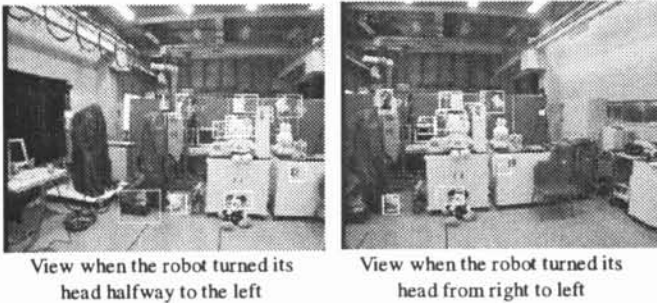 View when the robot turned its
head halfway to the left
View when the robot turned its
head from right to left